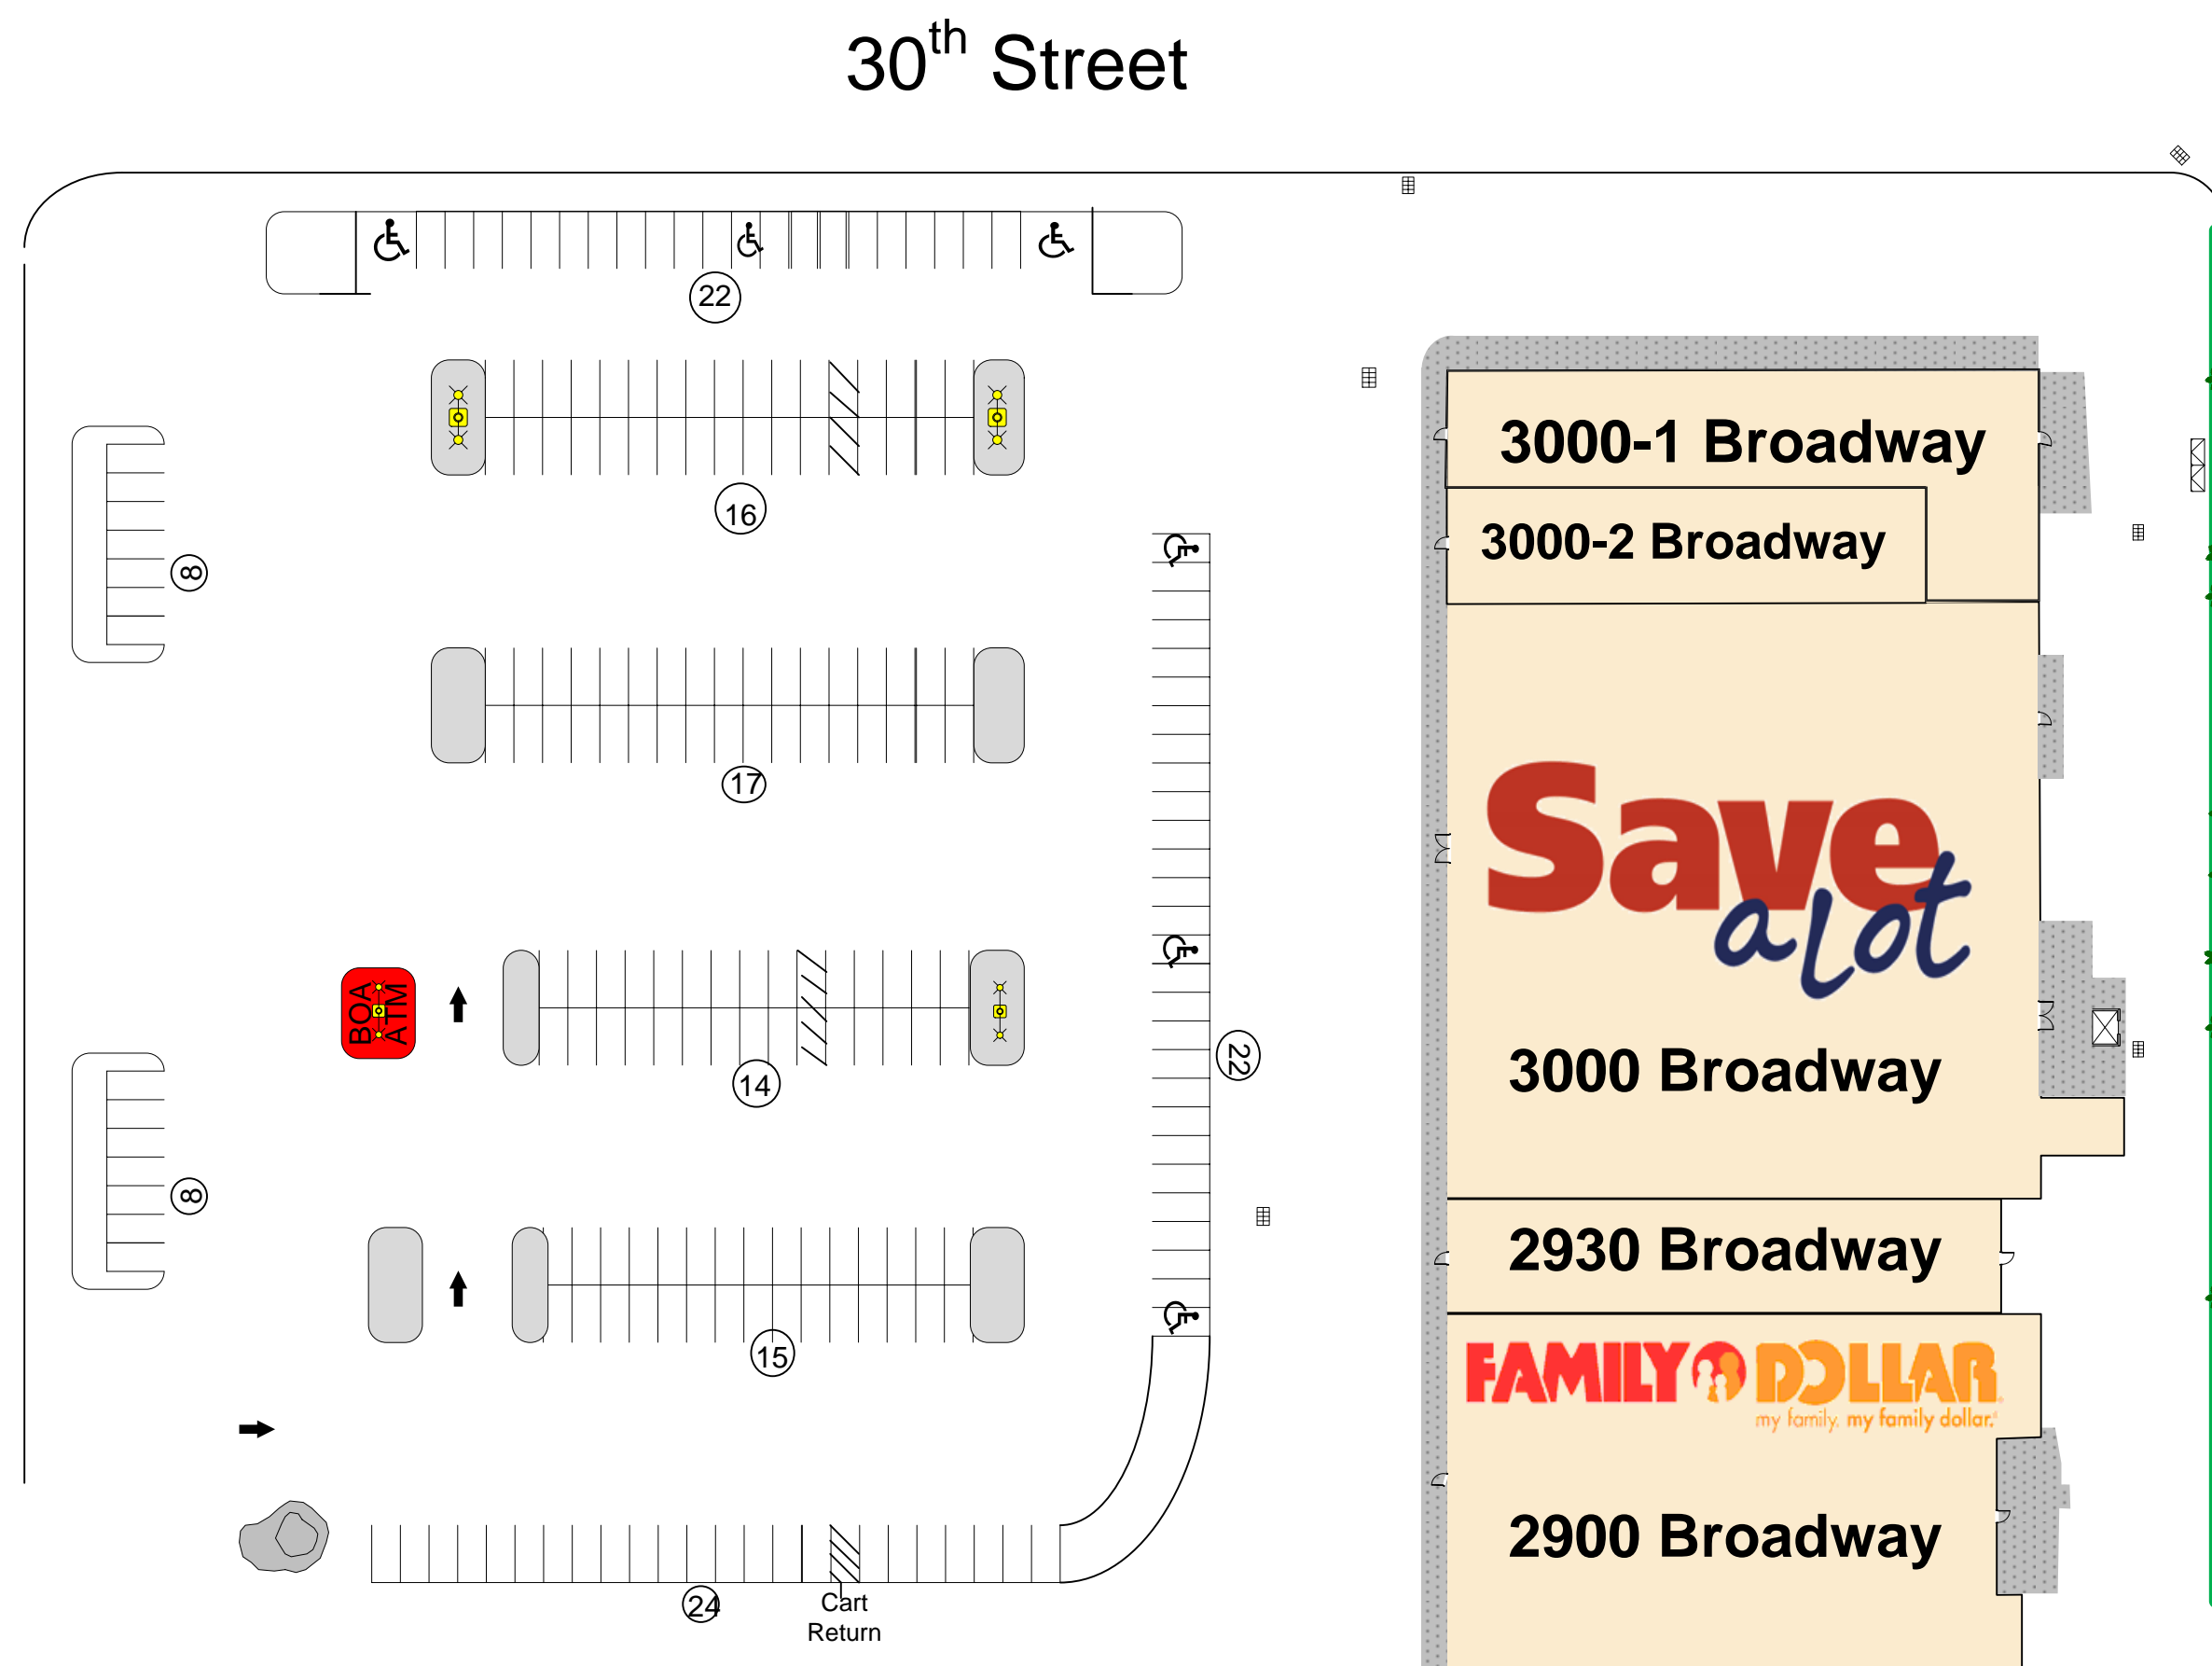 30th Street
22
3000-1 Broadway
16
3000-2 Broadway
8
17
Save
a Lot
BOA
ATM
14
22
3000 Broadway
8
2930 Broadway
15
FAMILY DOLLAR
my family. my family dollar.
2900 Broadway
24
Cart
Return